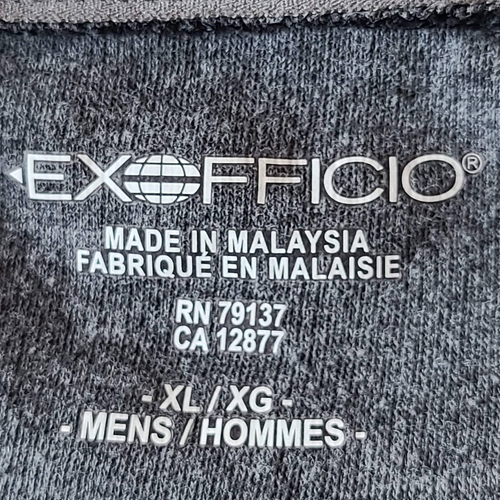 EXOFFICIO®
MADE IN MALAYSIA
FABRIQUÉ EN MALAISIE
RN 79137
CA 12877
- XL / XG -
- MENS / HOMMES -